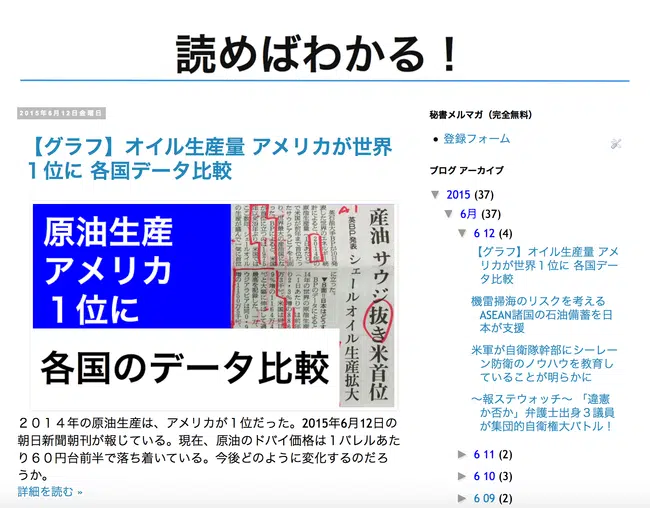 読めばわかる！
2015年6月12日金曜日
【グラフ】オイル生産量 アメリカが世界
１位に 各国データ比較
原油生産
アメリカ
１位に
産油 サウジ抜き米首位
英BP発表 シェールオイル生産拡大
各国のデータ比較
２０１４年の原油生産は、アメリカが１位だった。2015年6月12日の
朝日新聞朝刊が報じている。現在、原油のドバイ価格は１バレルあた
り６０円台前半で落ち着いている。今後どのように変化するのだろ
うか。
詳細を読む »
秘書メルマガ（完全無料）
• 登録フォーム
ブログ アーカイブ
▼ 2015 (37)
▼ 6月 (37)
▼ 6 12 (4)
【グラフ】オイル生産量 アメ
リカが世界１位に 各国デー
タ比較
機雷掃海のリスクを考える
ASEAN諸国の石油備蓄を日
本が支援
米軍が自衛隊幹部にシーレー
ン防衛のノウハウを教育し
ていることが明らかに
〜報ステウォッチ〜 「違憲
か否か」弁護士出身３議員
が集団的自衛権大バトル！
► 6 11 (2)
► 6 10 (3)
► 6 09 (2)